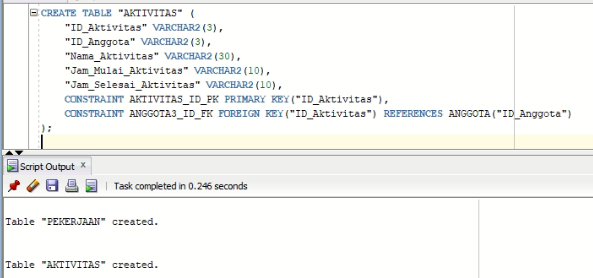 CREATE TABLE "AKTIVITAS" (
"ID_Aktivitas" VARCHAR2(3),
"ID_Anggota" VARCHAR2(3),
"Nama_Aktivitas" VARCHAR2(30),
"Jam_Mulai_Aktivitas" VARCHAR2(10),
"Jam_Selesai_Aktivitas" VARCHAR2(10),
CONSTRAINT AKTIVITAS_ID_PK PRIMARY KEY("ID_Aktivitas"),
CONSTRAINT ANGGOTA3_ID_FK FOREIGN KEY("ID_Aktivitas") REFERENCES ANGGOTA("ID_Anggota")
);
Script Output x
Task completed in 0.246 seconds
Table "PEKERJAAN" created.
Table "AKTIVITAS" created.